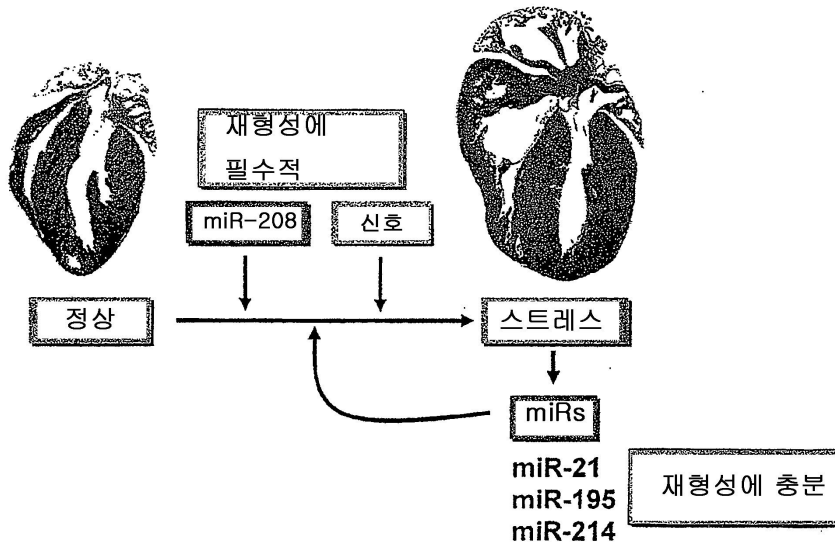 재형성에
필수적
miR-208
신호
정상
스트레스
miRs
miR-21
miR-195
miR-214
재형성에 충분